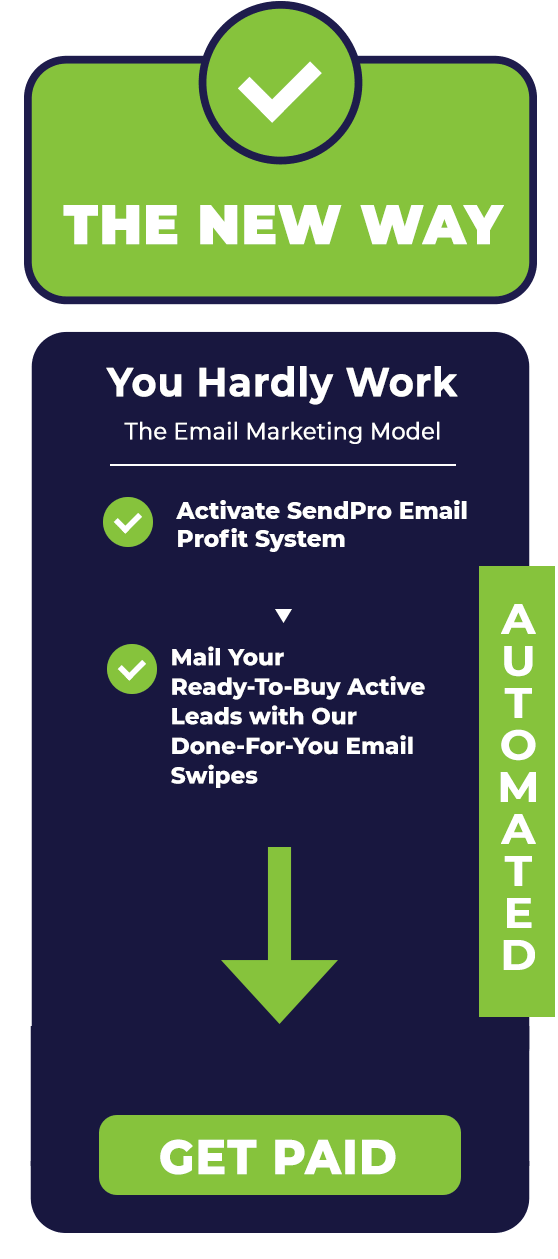 THE NEW WAY
You Hardly Work
The Email Marketing Model
Activate SendPro Email
Profit System
Mail Your
Ready-To-Buy Active
Leads with Our
Done-For-You Email
Swipes
AUTOMATED
GET PAID